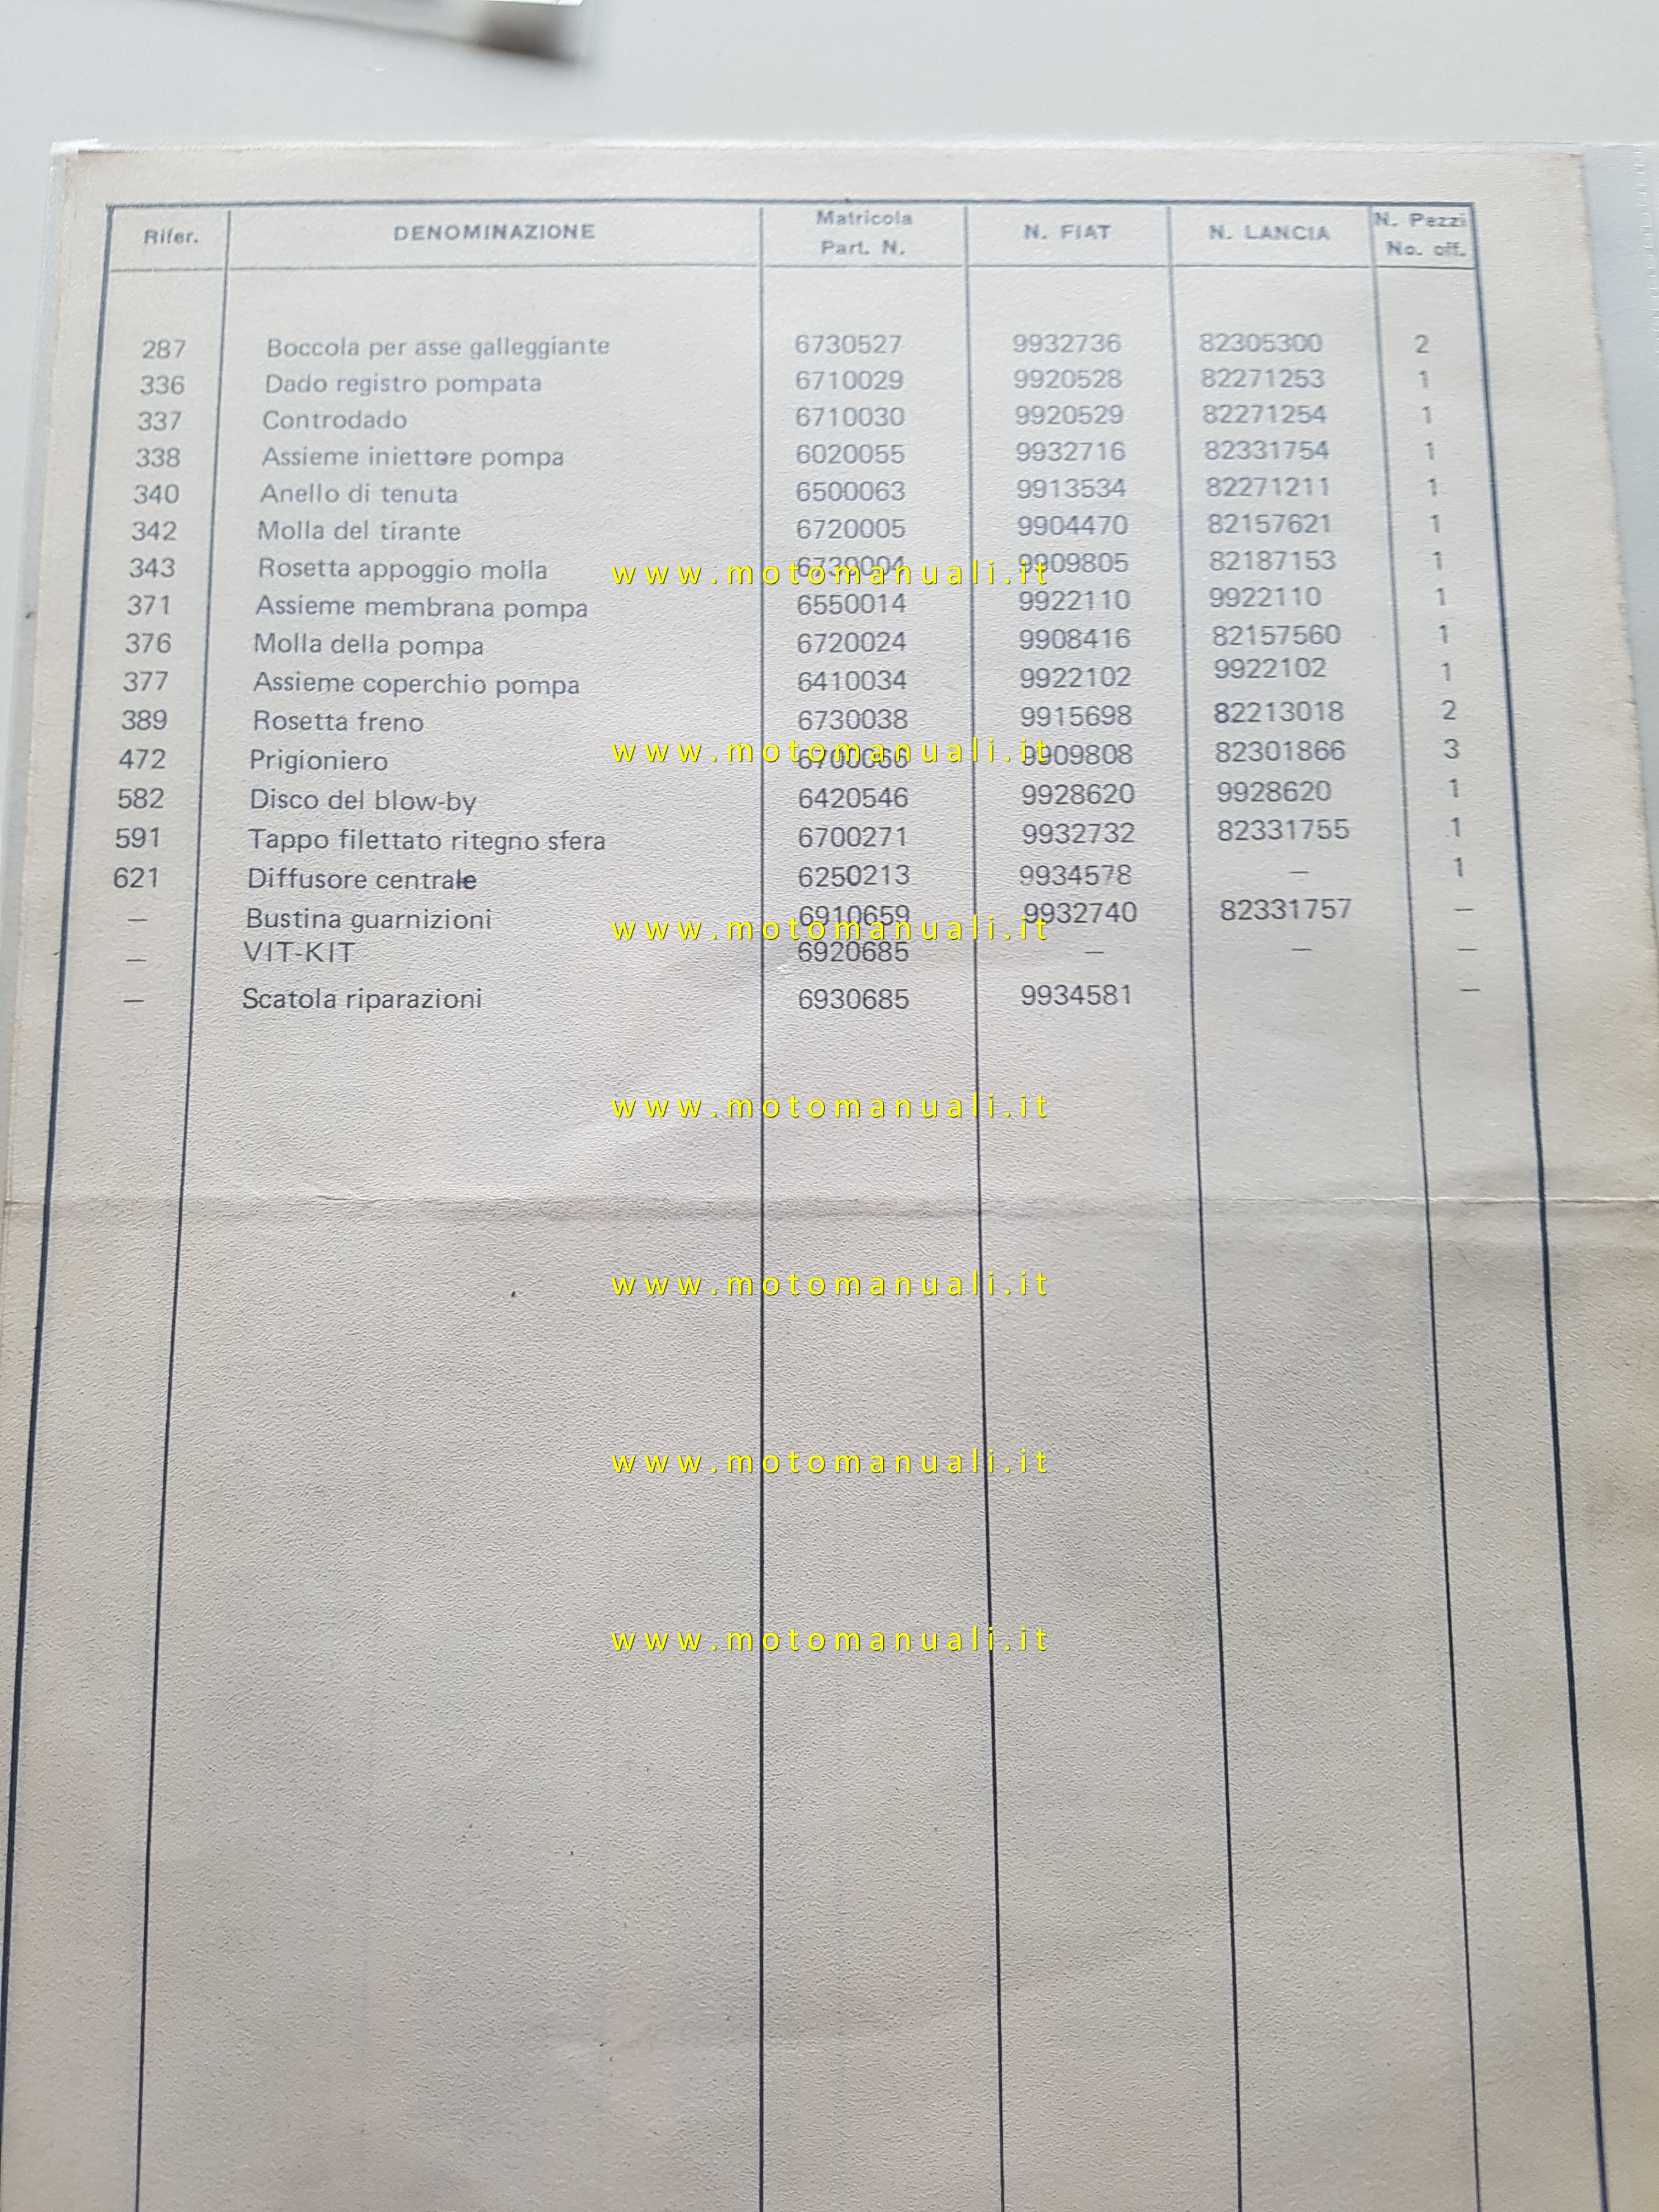 Rifer. DENOMINAZIONE Matricola Part. N. N. FIAT N. LANCIA N. Pezzi No. off.
287 Boccola per asse galleggiante 6730527 9932736 82305300 2
336 Dado registro pompata 6710029 9920528 82271253 1
337 Controdado 6710030 9920529 82271254 1
338 Assieme iniettore pompa 6020055 9932716 82331754 1
340 Anello di tenuta 6500063 9913534 82271211 1
342 Molla del tirante 6720005 9904470 82157621 1
343 Rosetta appoggio molla 6730004 9909805 82187153 1
www.motomanuali.it
371 Assieme membrana pompa 6550014 9922110 9922110 1
376 Molla della pompa 6720024 9908416 82157560 1
377 Assieme coperchio pompa 6410034 9922102 9922102 1
389 Rosetta freno 6730038 9915698 82213018 2
472 Prigioniero 6700066 9909808 82301866 3
www.motomanuali.it
582 Disco del blow-by 6420546 9928620 9928620 1
591 Tappo filettato ritegno sfera 6700271 9932732 82331755 1
621 Diffusore centrale 6250213 9934578 — 1
— Bustina guarnizioni 6910659 9932740 82331757 —
www.motomanuali.it
— VIT-KIT 6920685 — — —
— Scatola riparazioni 6930685 9934581 —
www.motomanuali.it
www.motomanuali.it
www.motomanuali.it
www.motomanuali.it